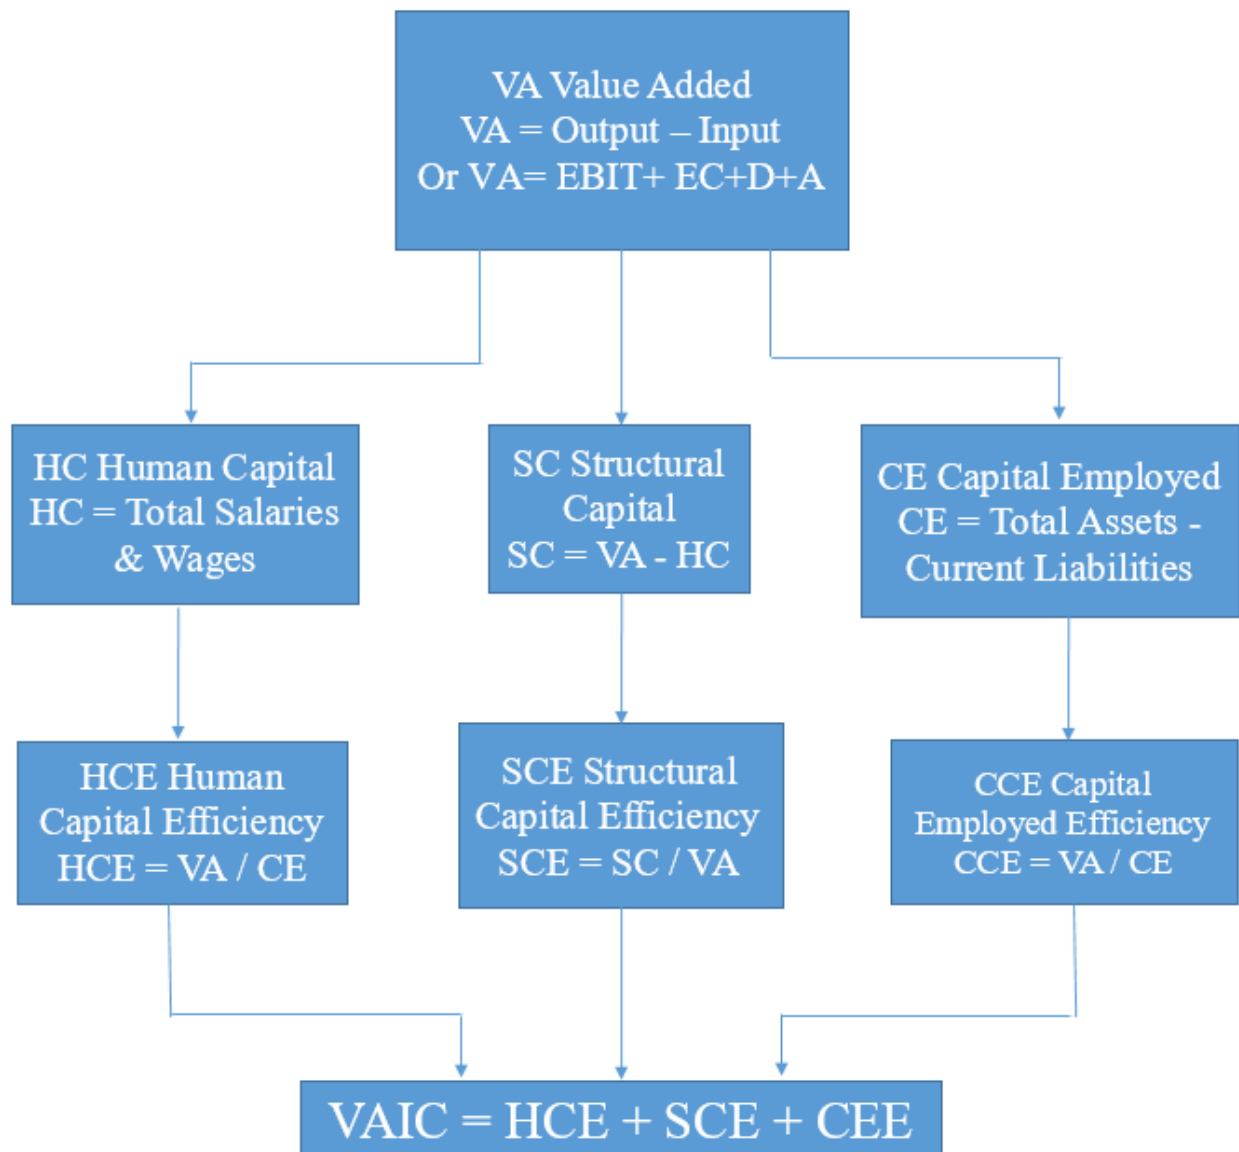 VA Value Added
VA = Output – Input
Or VA= EBIT+ EC+D+A
HC Human Capital
HC = Total Salaries
& Wages
SC Structural
Capital
SC = VA - HC
CE Capital Employed
CE = Total Assets -
Current Liabilities
HCE Human
Capital Efficiency
HCE = VA / CE
SCE Structural
Capital Efficiency
SCE = SC / VA
CCE Capital
Employed Efficiency
CCE = VA / CE
VAIC = HCE + SCE + CEE